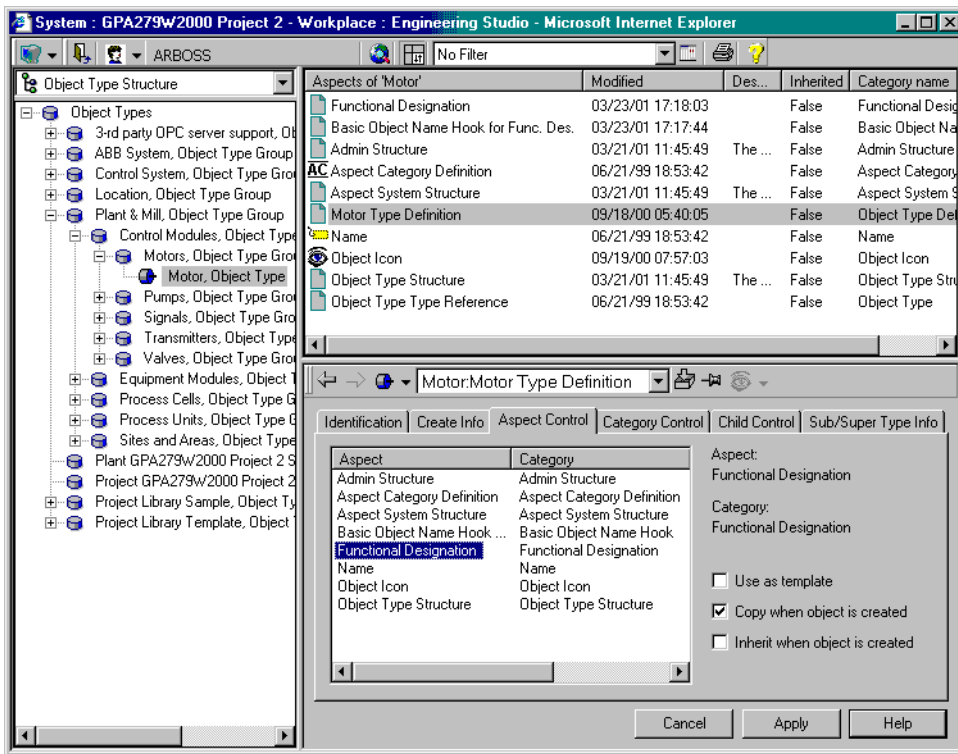 System : GPA279W2000 Project 2 - Workplace : Engineering Studio - Microsoft Internet Explorer
ARBOSS
No Filter
Object Type Structure
Object Types
3-rd party OPC server support, Ob
ABB System, Object Type Group
Control System, Object Type Grou
Location, Object Type Group
Plant & Mill, Object Type Group
Control Modules, Object Type
Motors, Object Type Grou
Motor, Object Type
Pumps, Object Type Grou
Signals, Object Type Gro
Transmitters, Object Type
Valves, Object Type Grou
Equipment Modules, Object T
Process Cells, Object Type G
Process Units, Object Type G
Sites and Areas, Object Type
Plant GPA279W2000 Project 2 S
Project GPA279W2000 Project 2
Project Library Sample, Object Ty
Project Library Template, Object T
Aspects of 'Motor' Modified Des... Inherited Category name
Functional Designation 03/23/01 17:18:03 False Functional Desig
Basic Object Name Hook for Func. Des. 03/23/01 17:17:44 False Basic Object Na
Admin Structure 03/21/01 11:45:49 The ... False Admin Structure
AC Aspect Category Definition 06/21/99 18:53:42 False Aspect Category
Aspect System Structure 03/21/01 11:45:49 The ... False Aspect System S
Motor Type Definition 09/18/00 05:40:05 False Object Type Def
Name 06/21/99 18:53:42 False Name
Object Icon 09/19/00 07:57:03 False Object Icon
Object Type Structure 03/21/01 11:45:49 The ... False Object Type Stru
Object Type Type Reference 06/21/99 18:53:42 False Object Type
Motor:Motor Type Definition
Identification Create Info Aspect Control Category Control Child Control Sub/Super Type Info
Aspect Category
Admin Structure Admin Structure
Aspect Category Definition Aspect Category Definition
Aspect System Structure Aspect System Structure
Basic Object Name Hook ... Basic Object Name Hook
Functional Designation Functional Designation
Name Name
Object Icon Object Icon
Object Type Structure Object Type Structure
Aspect:
Functional Designation
Category:
Functional Designation
Use as template
Copy when object is created
Inherit when object is created
Cancel Apply Help